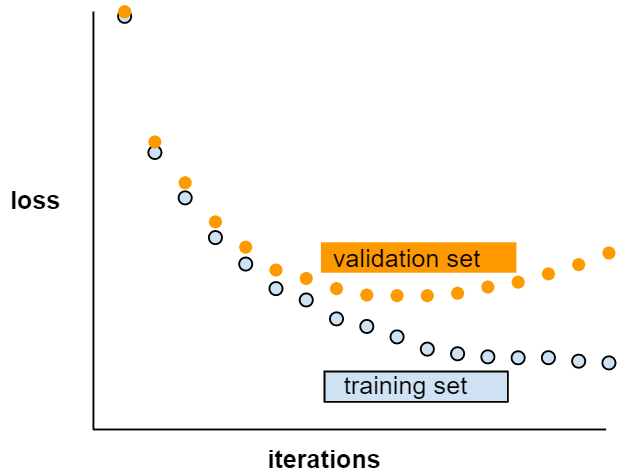 loss
validation set
training set
iterations